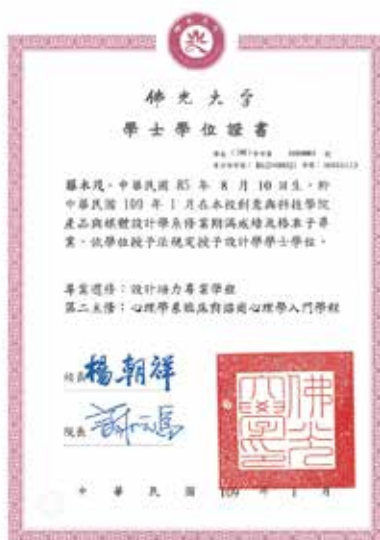 佛光大學
學士學位證書
中華民國 85 年 8 月 10 日生,於
中華民國 109 年 1 月在本校創意與科技學院
產品與媒體設計學系修業期滿成績及格准予畢
業,依學位授予法規定授予設計學學士學位。
專業選修:設計培力專業學程
第二主修:心理學系臨床對諮商心理學入門學程
校長 楊朝祥
院長
佛光大學印
中華民國 109 年 1 月